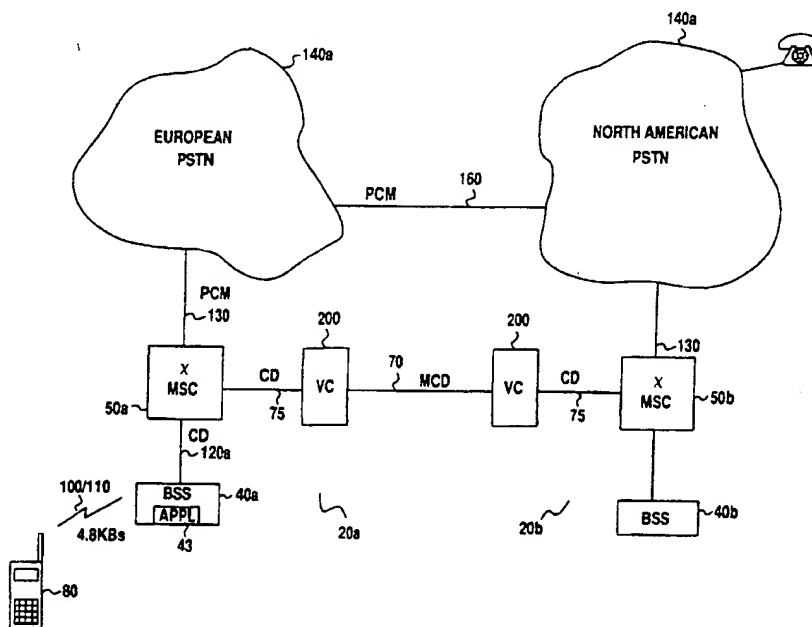 140a
140a
EUROPEAN
PSTN
NORTH AMERICAN
PSTN
PCM
160
PCM
130
200
200
130
χ
MSC
CD
VC
70
MCD
VC
CD
χ
MSC
50a
75
75
50b
CD
120a
100/110
BSS
40a
APPL
4.8KBs
43
20a
20b
BSS
40b
80